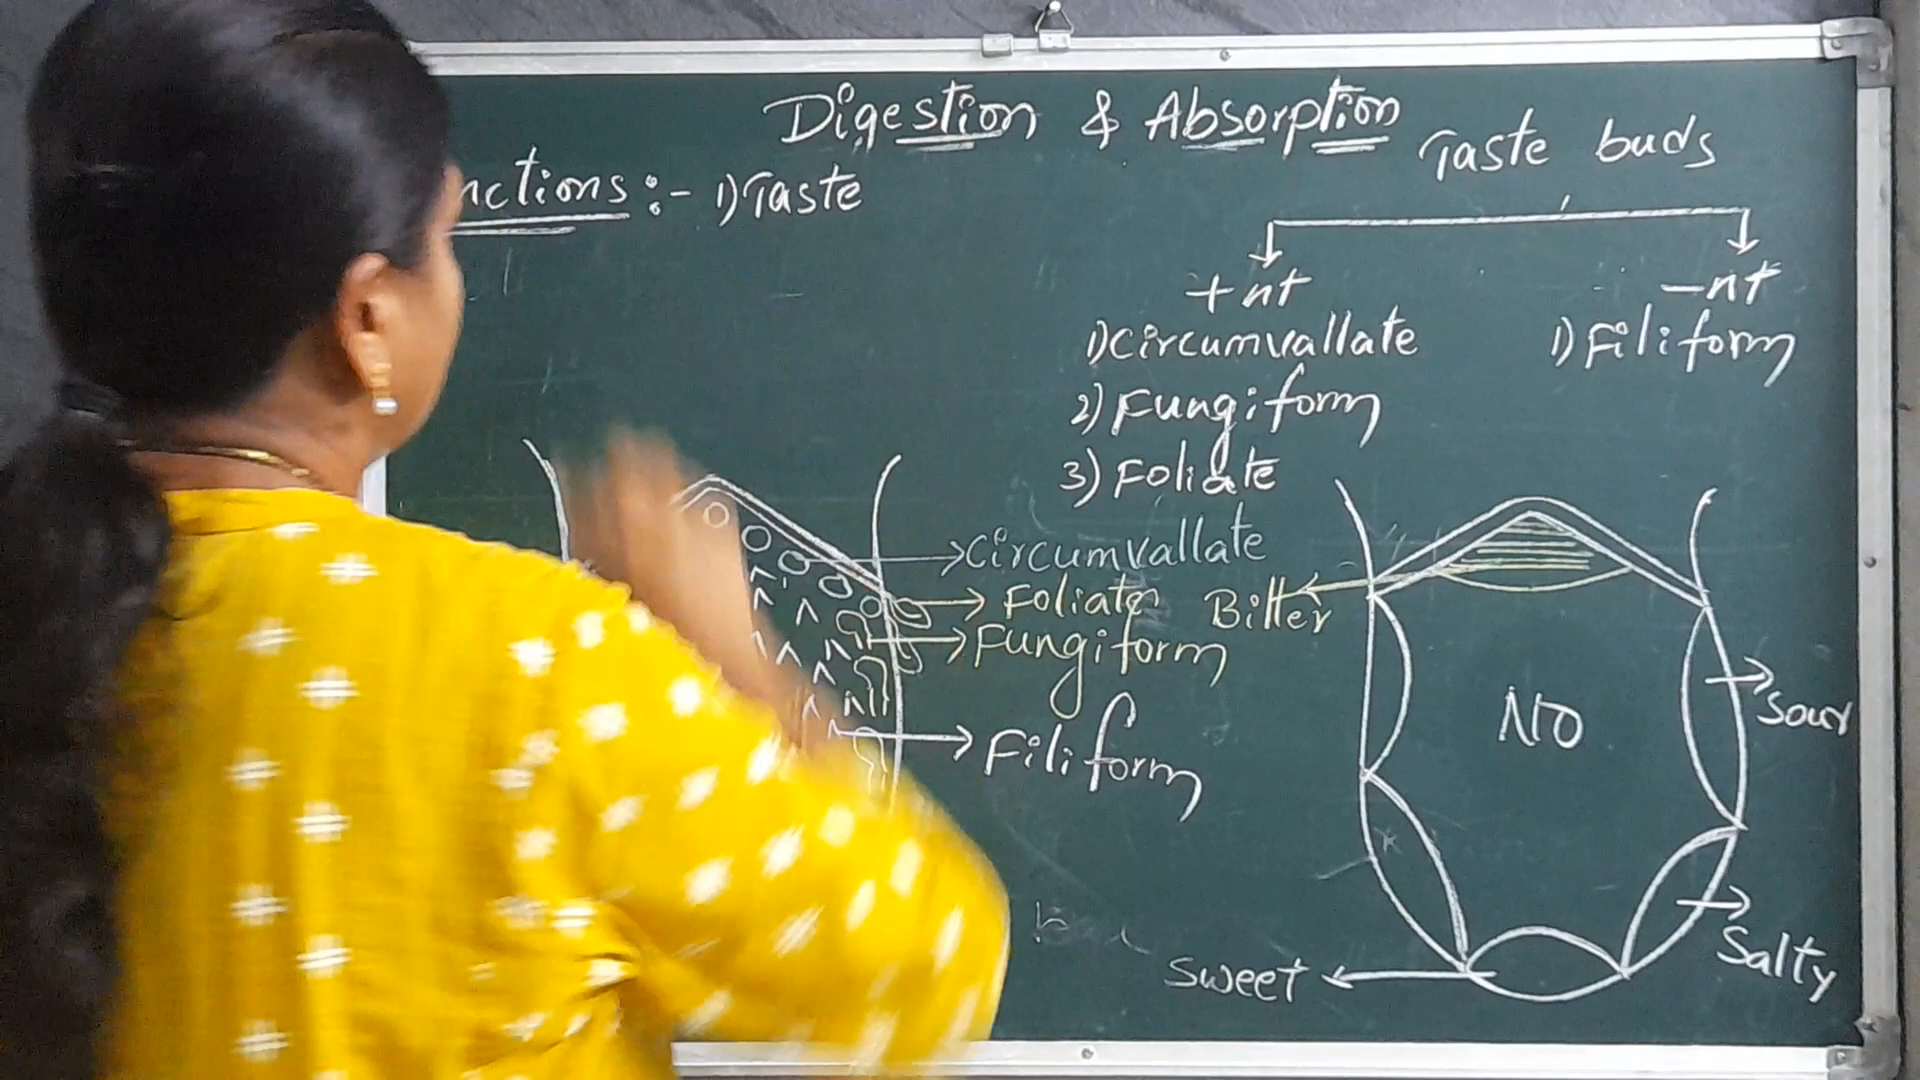 Digestion & Absorption
nctions :- 1) Taste
Taste buds
+nt
-nt
1) Circumvallate
1) Filiform
2) Fungiform
3) Foliate
Circumvallate
Foliate
Bitter
Fungiform
NO
Sour
Filiform
Salty
Sweet